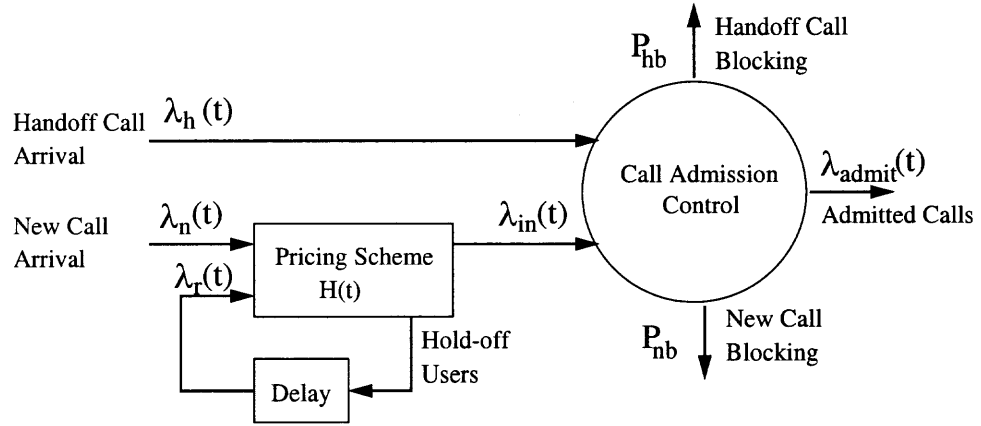 P_hb
Handoff Call
Blocking
Handoff Call
Arrival
λ_h (t)
Call Admission
Control
λ_admit(t)
Admitted Calls
New Call
Arrival
λ_n(t)
λ_in(t)
Pricing Scheme
H(t)
λ_r(t)
Hold-off
Users
Delay
P_nb
New Call
Blocking